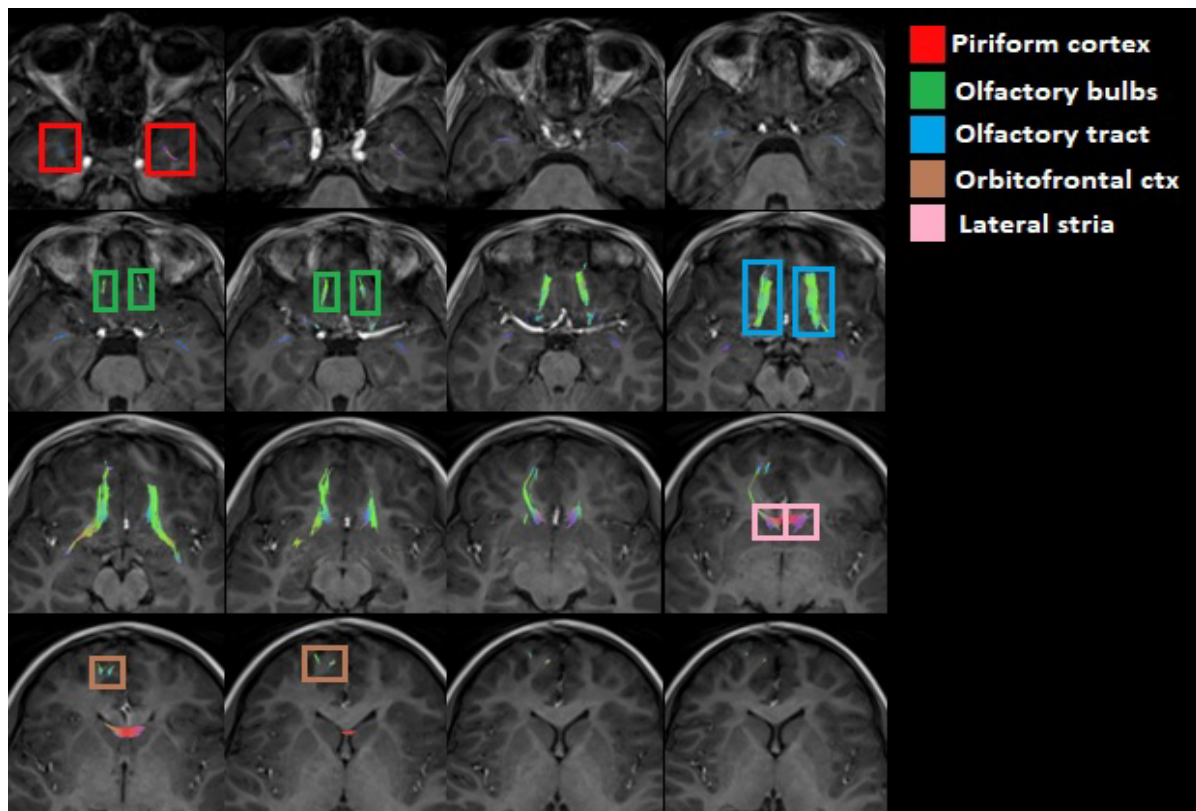 Piriform cortex
Olfactory bulbs
Olfactory tract
Orbitofrontal ctx
Lateral stria